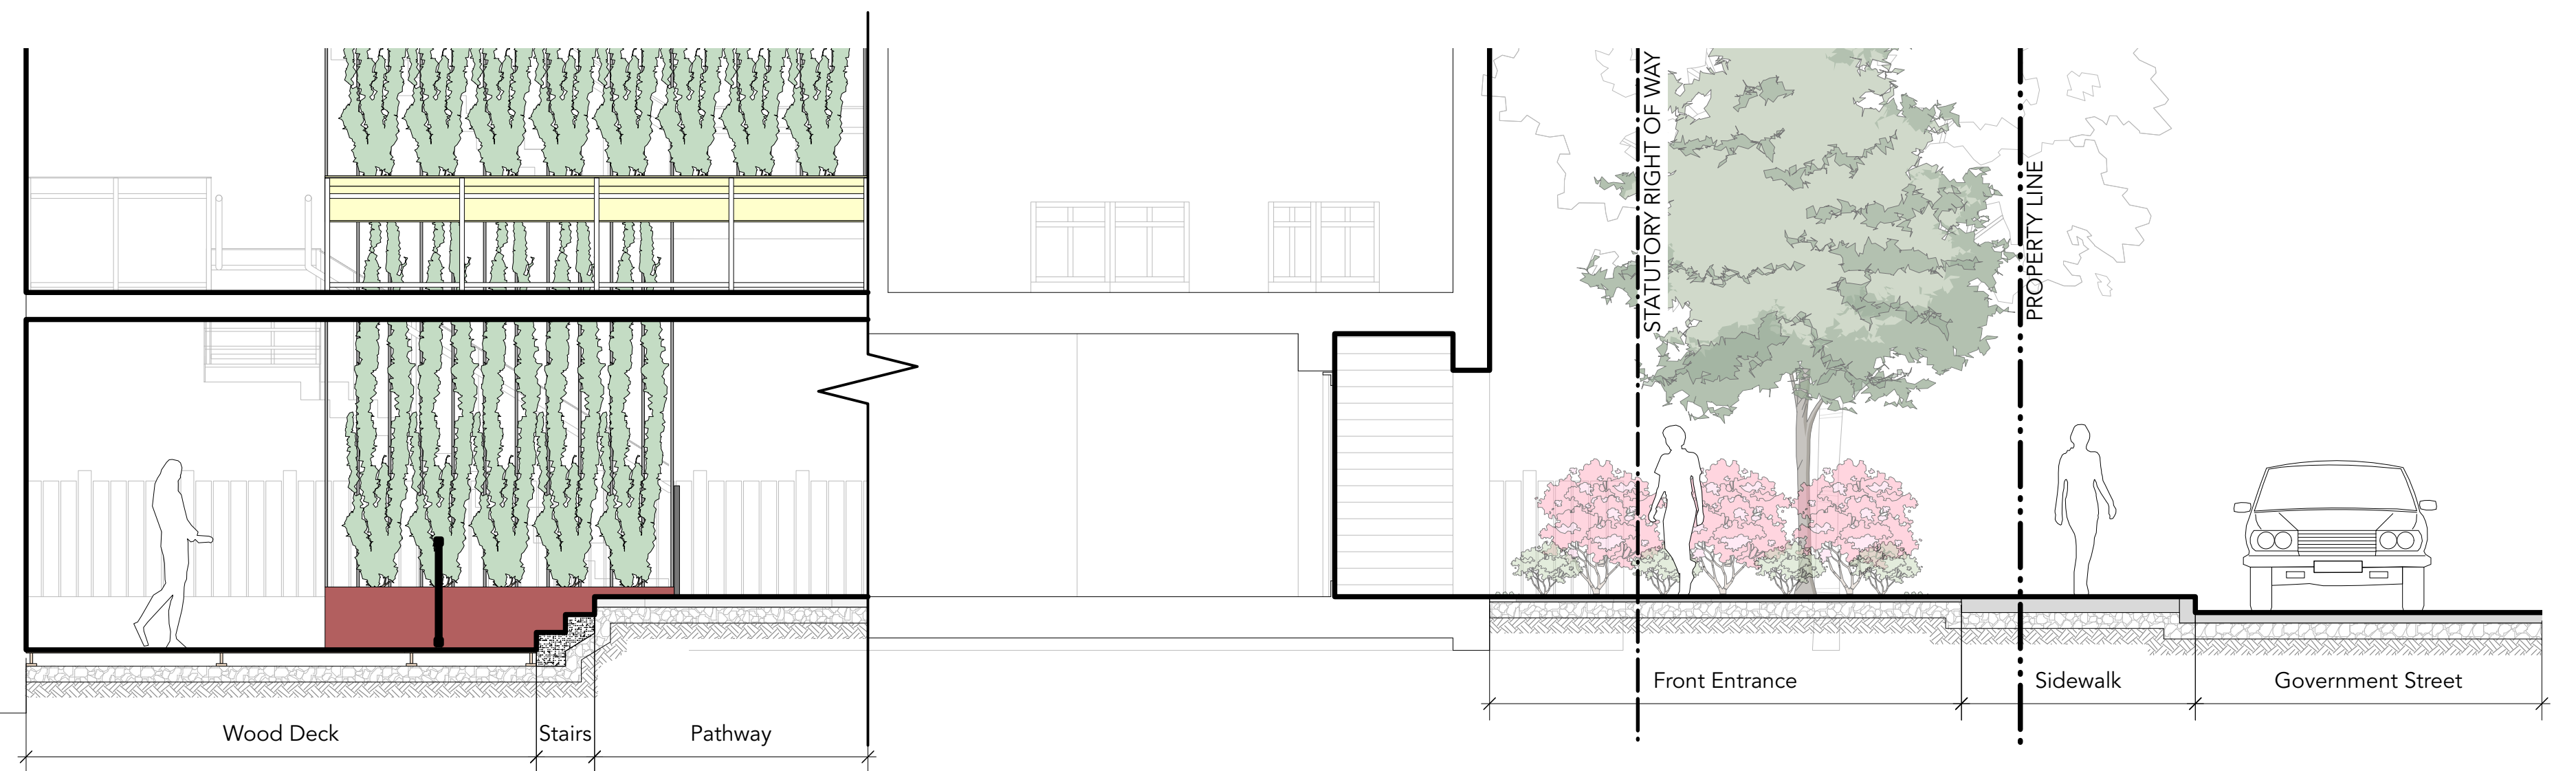 STATUTORY RIGHT OF WAY
PROPERTY LINE
Front Entrance
Sidewalk
Government Street
Wood Deck
Stairs
Pathway